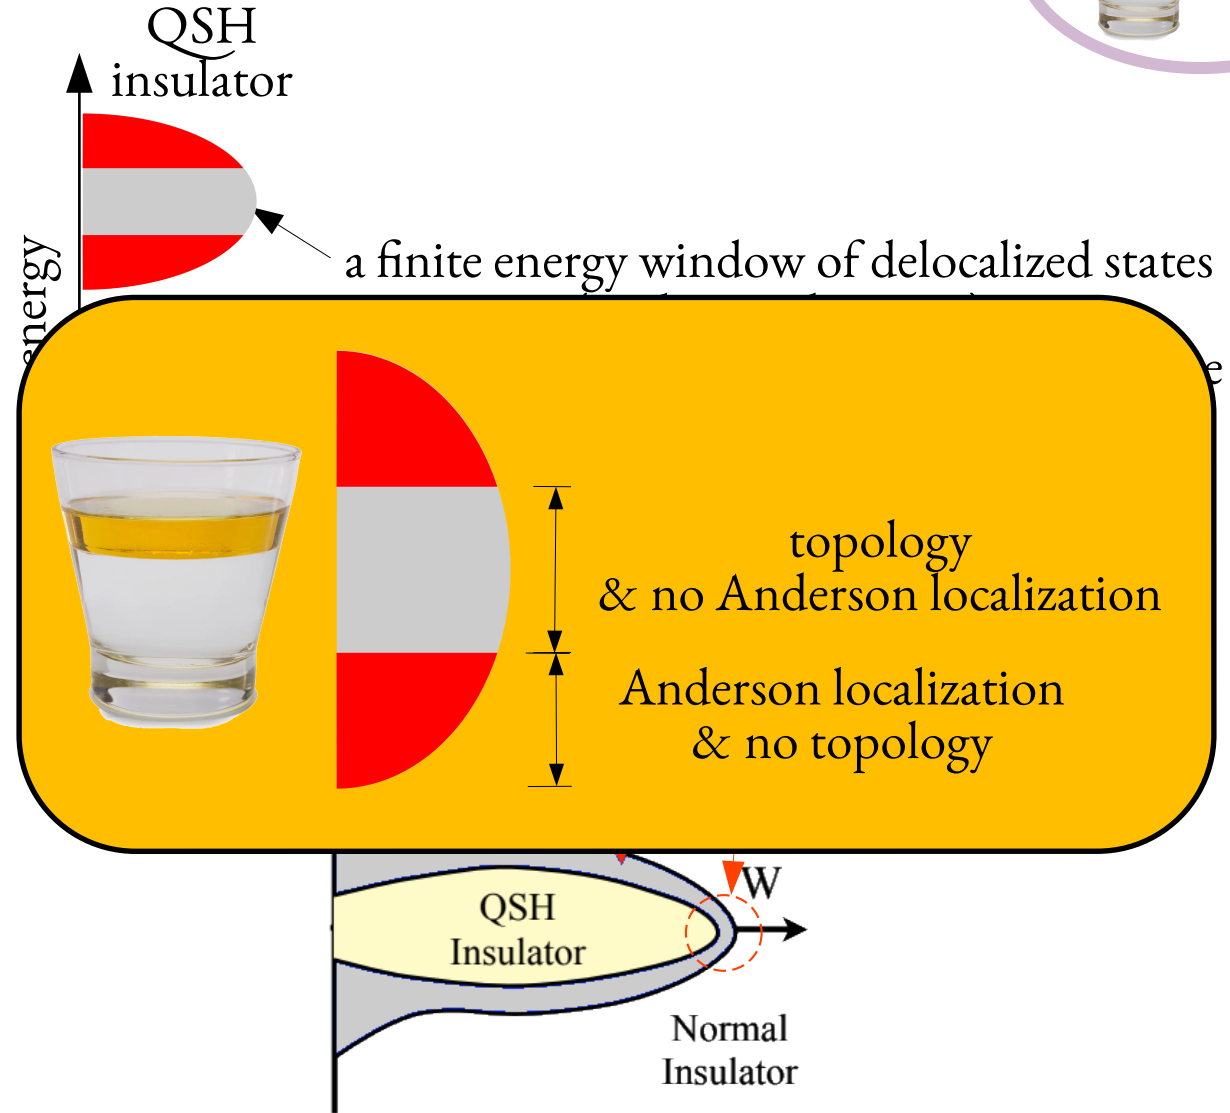 QSH
insulator
energy
a finite energy window of delocalized states
topology
& no Anderson localization
Anderson localization
& no topology
W
QSH
Insulator
Normal
Insulator